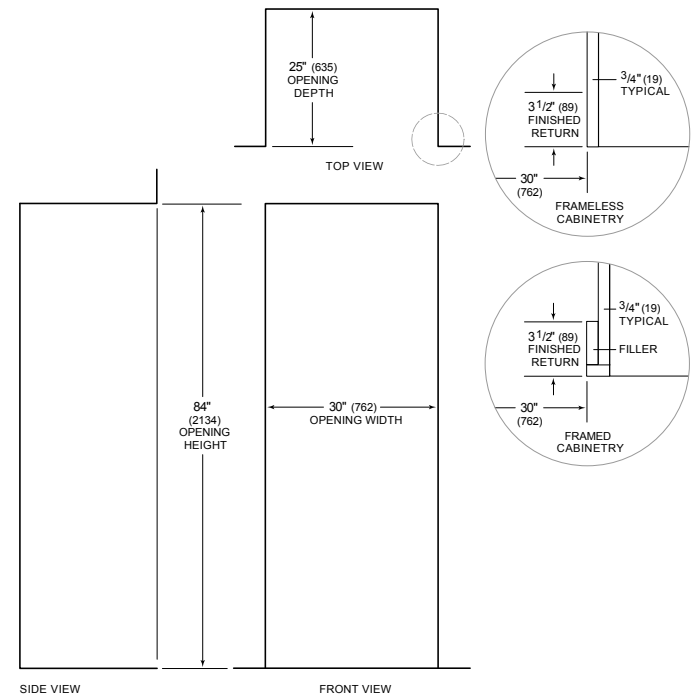 25" (635)
OPENING
DEPTH
TOP VIEW
3/4" (19)
TYPICAL
3 1/2" (89)
FINISHED
RETURN
30"
(762)
FRAMELESS
CABINETRY
3/4" (19)
TYPICAL
3 1/2" (89)
FINISHED
RETURN
FILLER
30"
(762)
FRAMED
CABINETRY
84"
(2134)
OPENING
HEIGHT
30" (762)
OPENING WIDTH
SIDE VIEW
FRONT VIEW